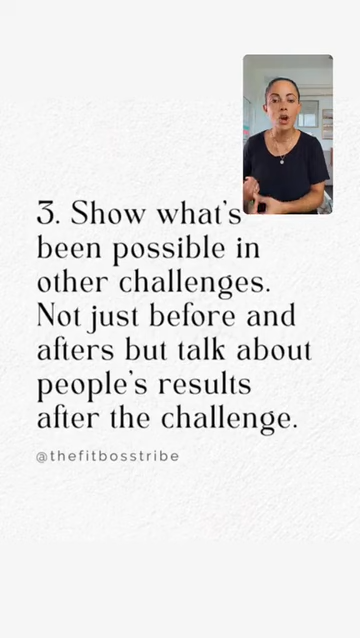 3. Show what's
been possible in
other challenges.
Not just before and
afters but talk about
people's results
after the challenge.
@thefitbosstribe